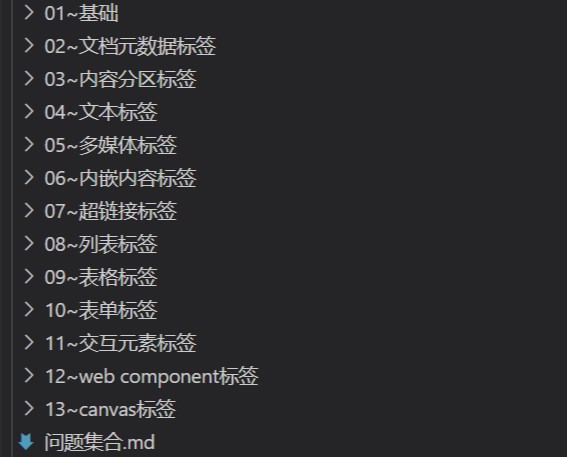 01~基础
02~文档元数据标签
03~内容分区标签
04~文本标签
05~多媒体标签
06~内嵌内容标签
07~超链接标签
08~列表标签
09~表格标签
10~表单标签
11~交互元素标签
12~web component标签
13~canvas标签
问题集合.md